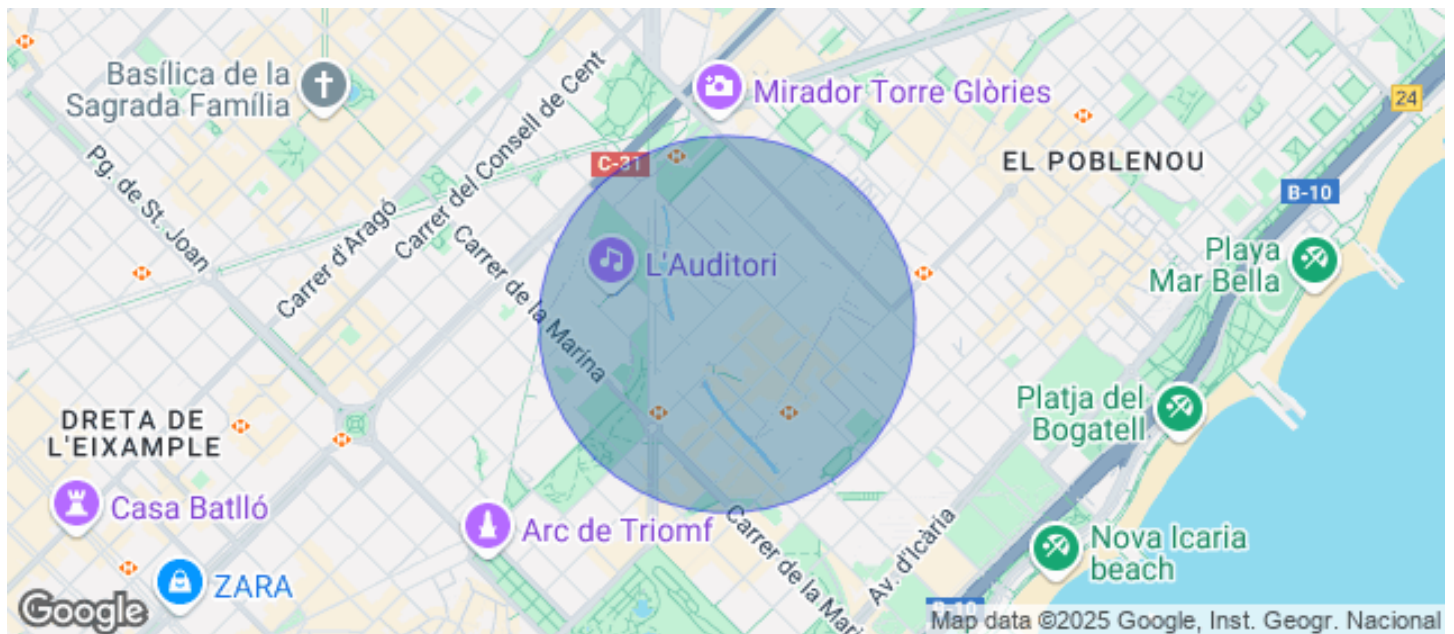 Basílica de la
Sagrada Família
Mirador Torre Glòries
24
EL POBLENOU
C-31
B-10
Pg. de St. Joan
Carrer del Consell de Cent
Carrer d'Aragó
Carrer de la Marina
L'Auditori
Playa
Mar Bella
DRETA DE
L'EIXAMPLE
Platja del
Bogatell
Casa Batlló
Arc de Triomf
Carrer de la Mari
Av. d'Icària
Nova Icaria
beach
ZARA
B-10
Google
Map data ©2025 Google, Inst. Geogr. Nacional